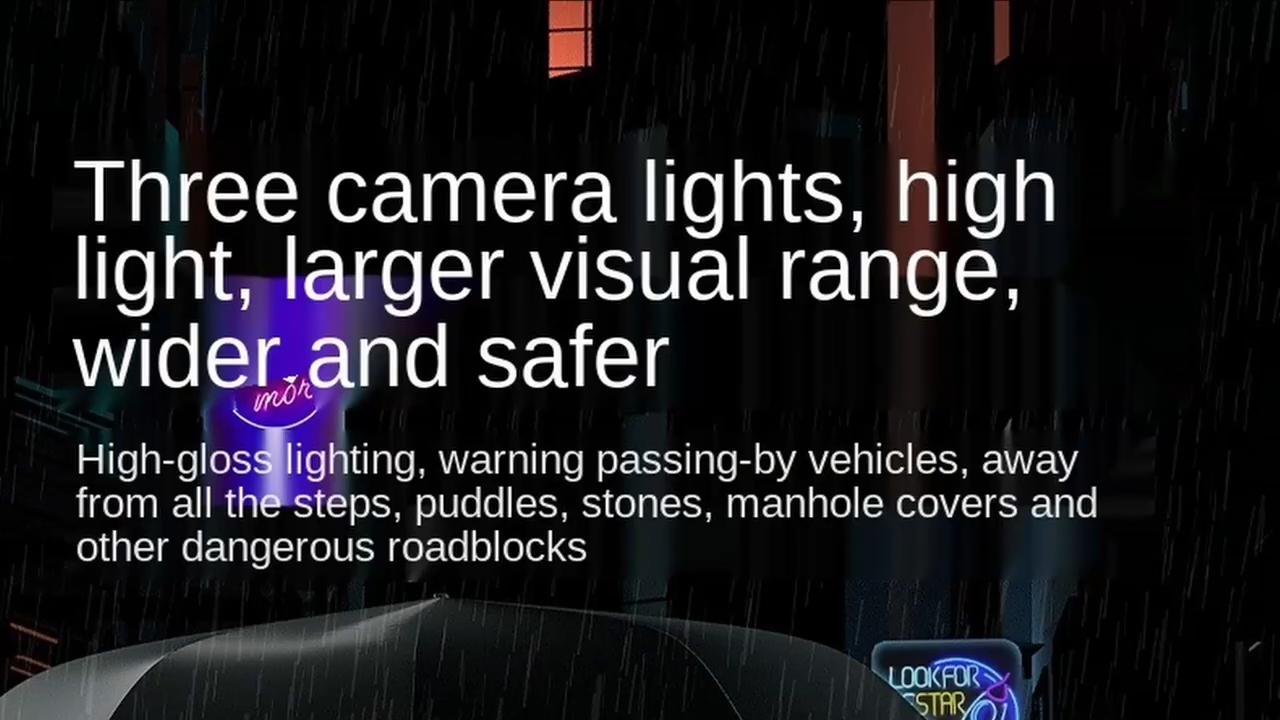 Three camera lights, high
light, larger visual range,
wider and safer
mör
High-gloss lighting, warning passing-by vehicles, away
from all the steps, puddles, stones, manhole covers and
other dangerous roadblocks
LOOK FOR
STAR